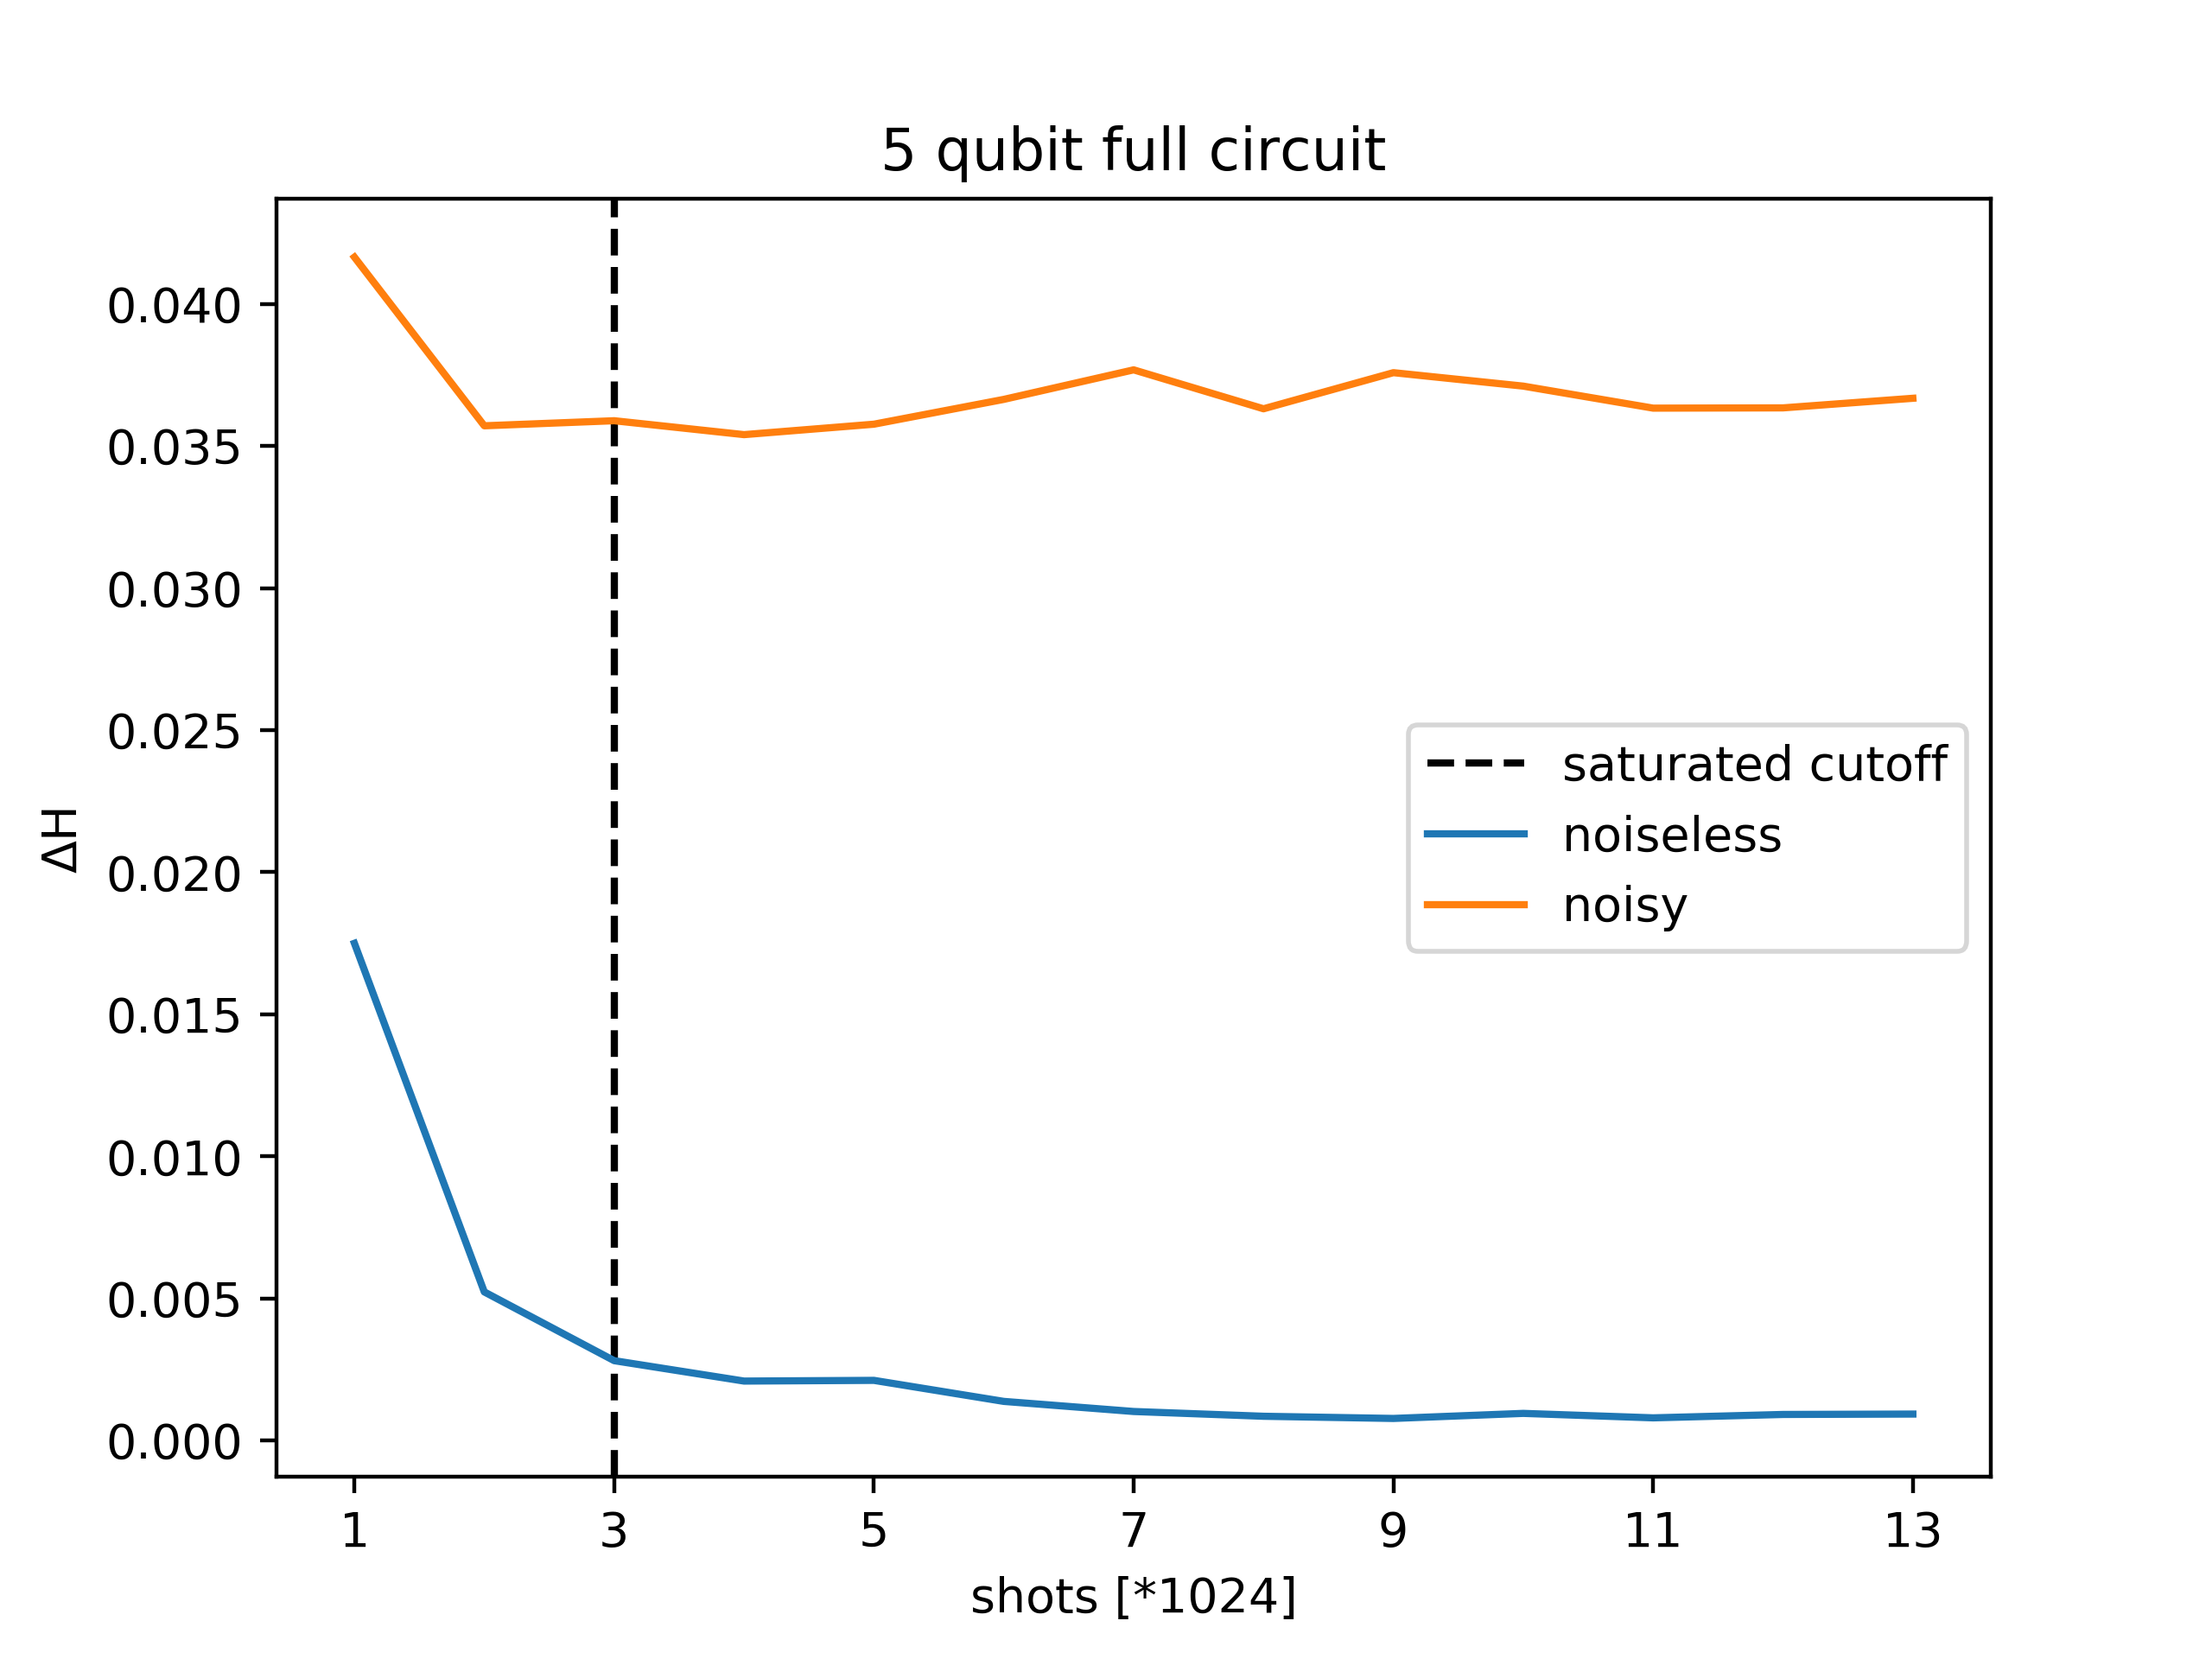 5 qubit full circuit
0.040
0.035
0.030
0.025
0.020
0.015
0.010
0.005
0.000
ΔH
saturated cutoff
noiseless
noisy
1 3 5 7 9 11 13
shots [*1024]